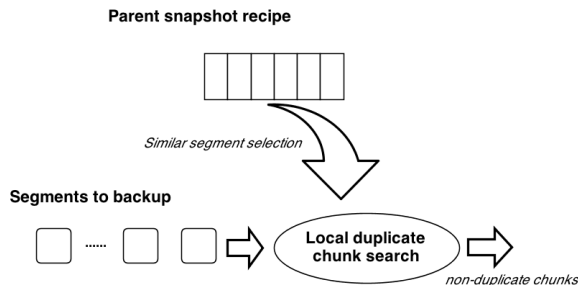 Parent snapshot recipe
Similar segment selection
Segments to backup
......
Local duplicate
chunk search
non-duplicate chunks